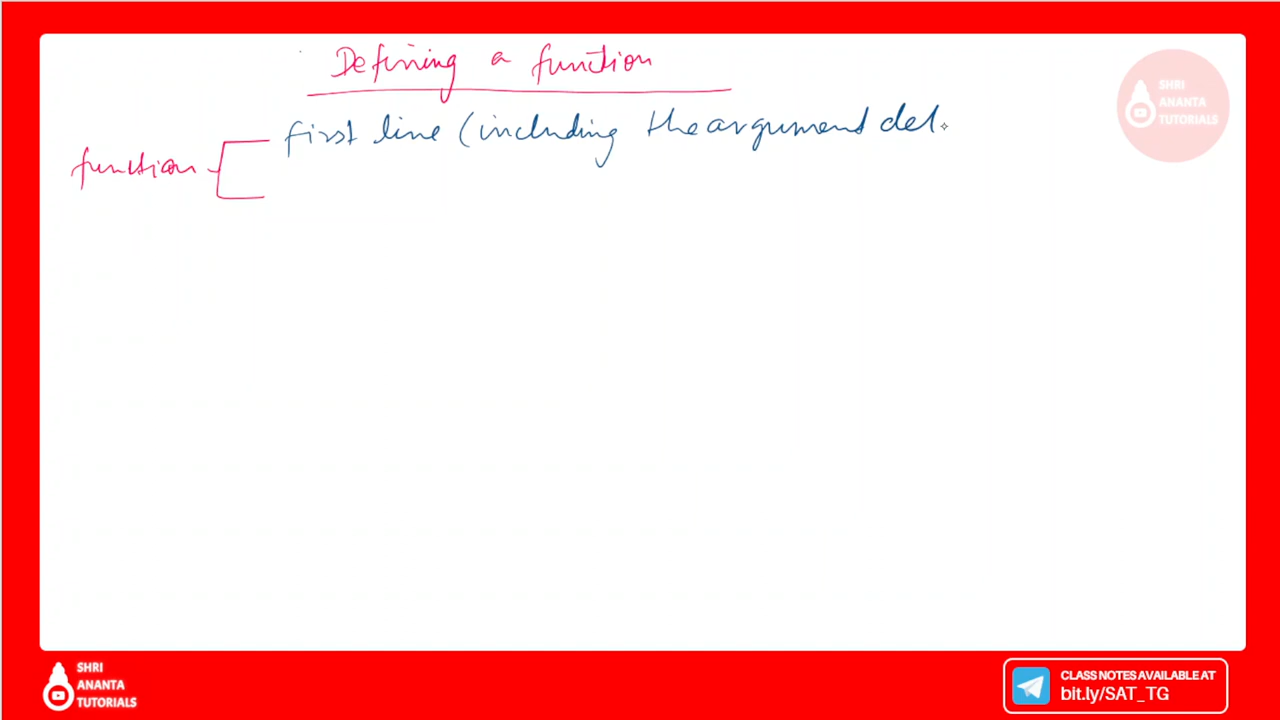 Defining a function
first line (including the argument del
function
SHRI
ANANTA
TUTORIALS
SHRI
ANANTA
TUTORIALS
CLASS NOTES AVAILABLE AT
bit.ly/SAT_TG